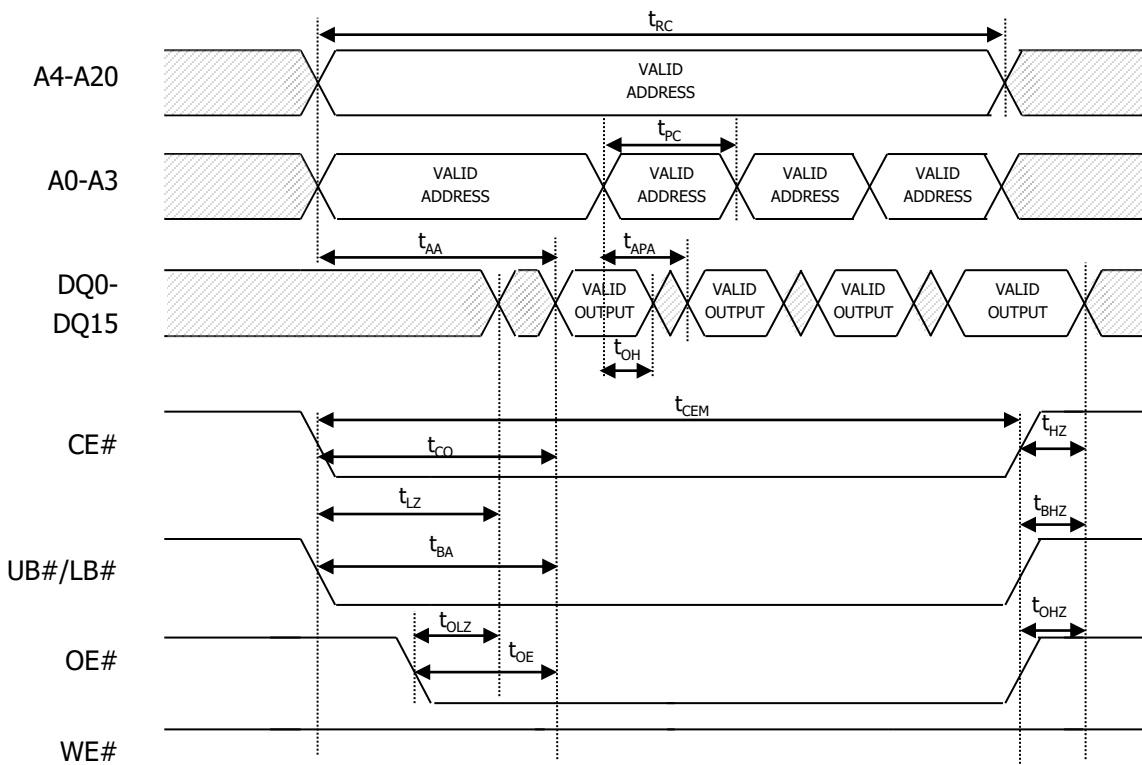 tRC
A4-A20
VALID
ADDRESS
tPC
A0-A3
VALID
ADDRESS
VALID
ADDRESS
VALID
ADDRESS
VALID
ADDRESS
tAA
tAPA
DQ0-
DQ15
VALID
OUTPUT
VALID
OUTPUT
VALID
OUTPUT
VALID
OUTPUT
tOH
tCEM
CE#
tHZ
tCO
tLZ
tBHZ
UB#/LB#
tBA
tOLZ
tOHZ
OE#
tOE
WE#